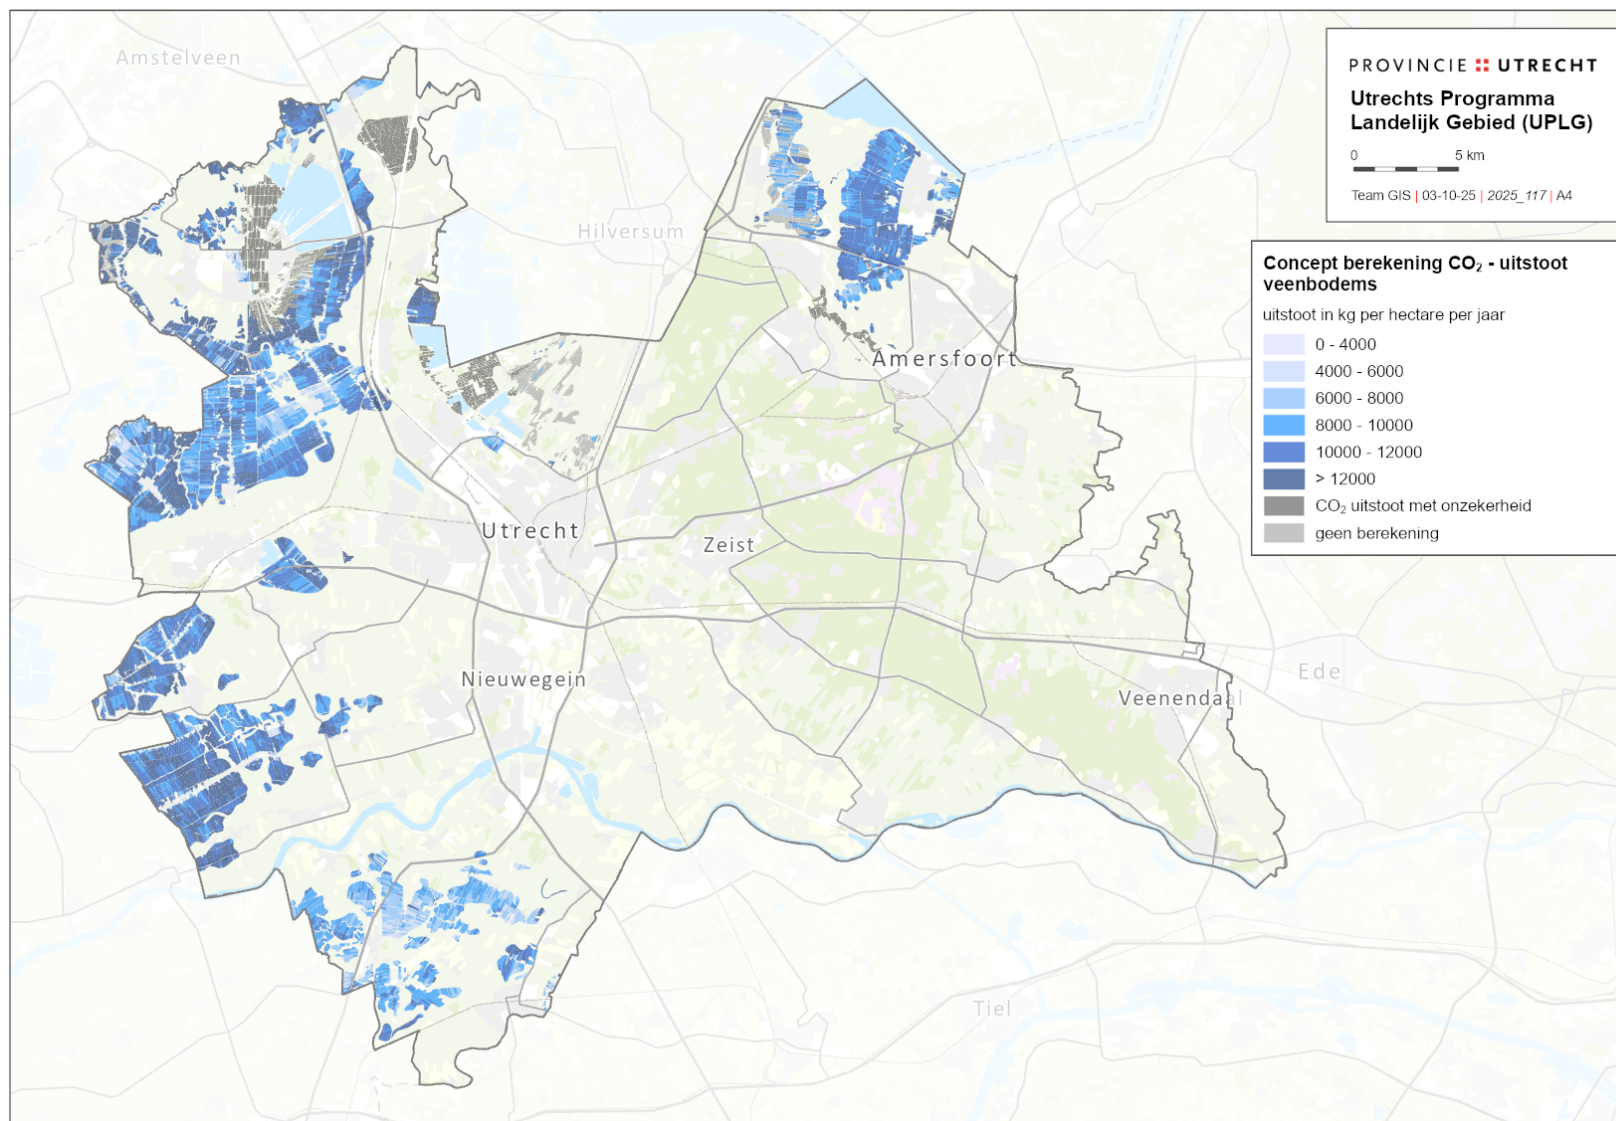 Amstelveen
Hilversum
Amersfoort
Utrecht
Zeist
Nieuwegein
Veenendaal
Ede
Tiel
PROVINCIE UTRECHT
Utrechts Programma
Landelijk Gebied (UPLG)
0 5 km
Team GIS | 03-10-25 | 2025_117 | A4
Concept berekening CO₂ - uitstoot
veenbodems
uitstoot in kg per hectare per jaar
0 - 4000
4000 - 6000
6000 - 8000
8000 - 10000
10000 - 12000
> 12000
CO₂ uitstoot met onzekerheid
geen berekening